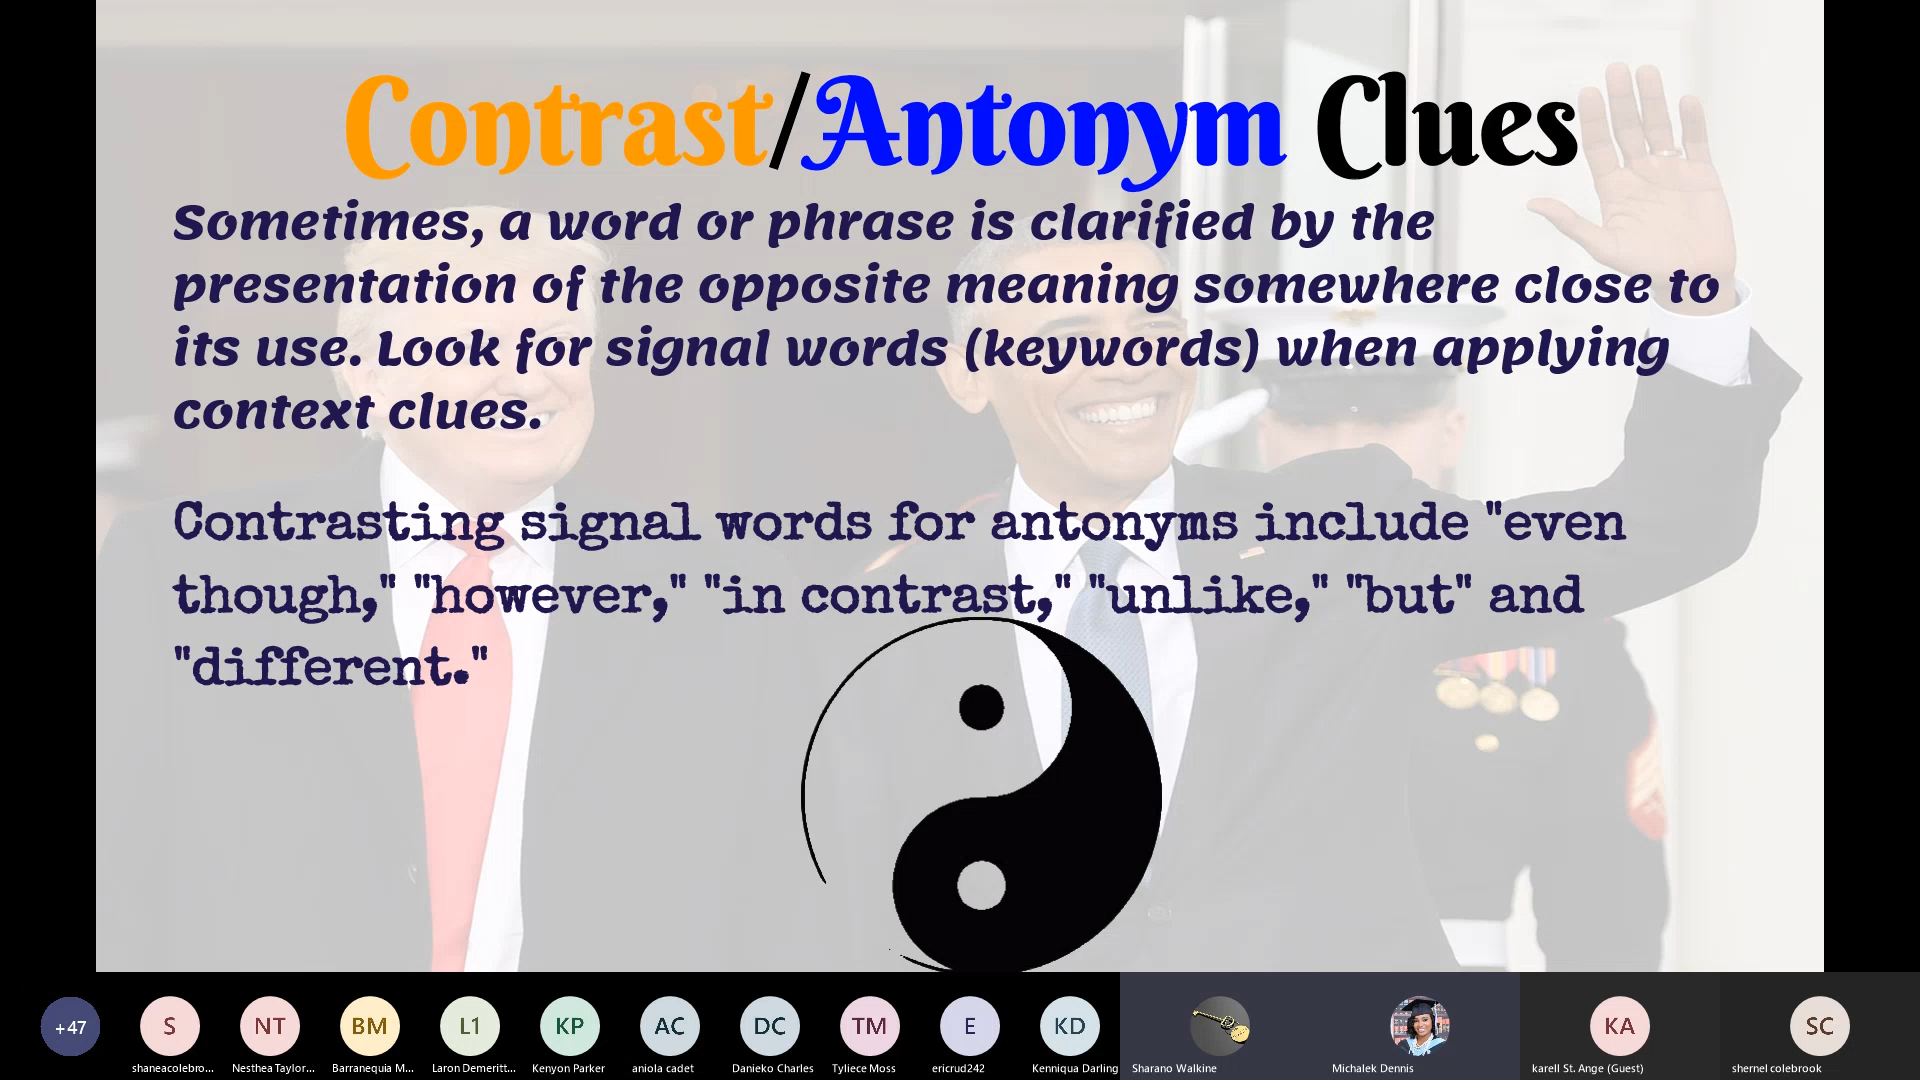 Contrast/Antonym Clues
Sometimes, a word or phrase is clarified by the
presentation of the opposite meaning somewhere close to
its use. Look for signal words (keywords) when applying
context clues.
Contrasting signal words for antonyms include "even
though," "however," "in contrast," "unlike," "but" and
"different."
+47 S NT BM L1 KP AC DC TM E KD KA SC
shaneacolebro... Nesthea Taylor... Barranequia M... Laron Demeritt... Kenyon Parker aniola cadet Danieko Charles Tyliece Moss ericrud242 Kenniqua Darling Sharano Walkine Michalek Dennis karell St. Ange (Guest) shernel colebrook